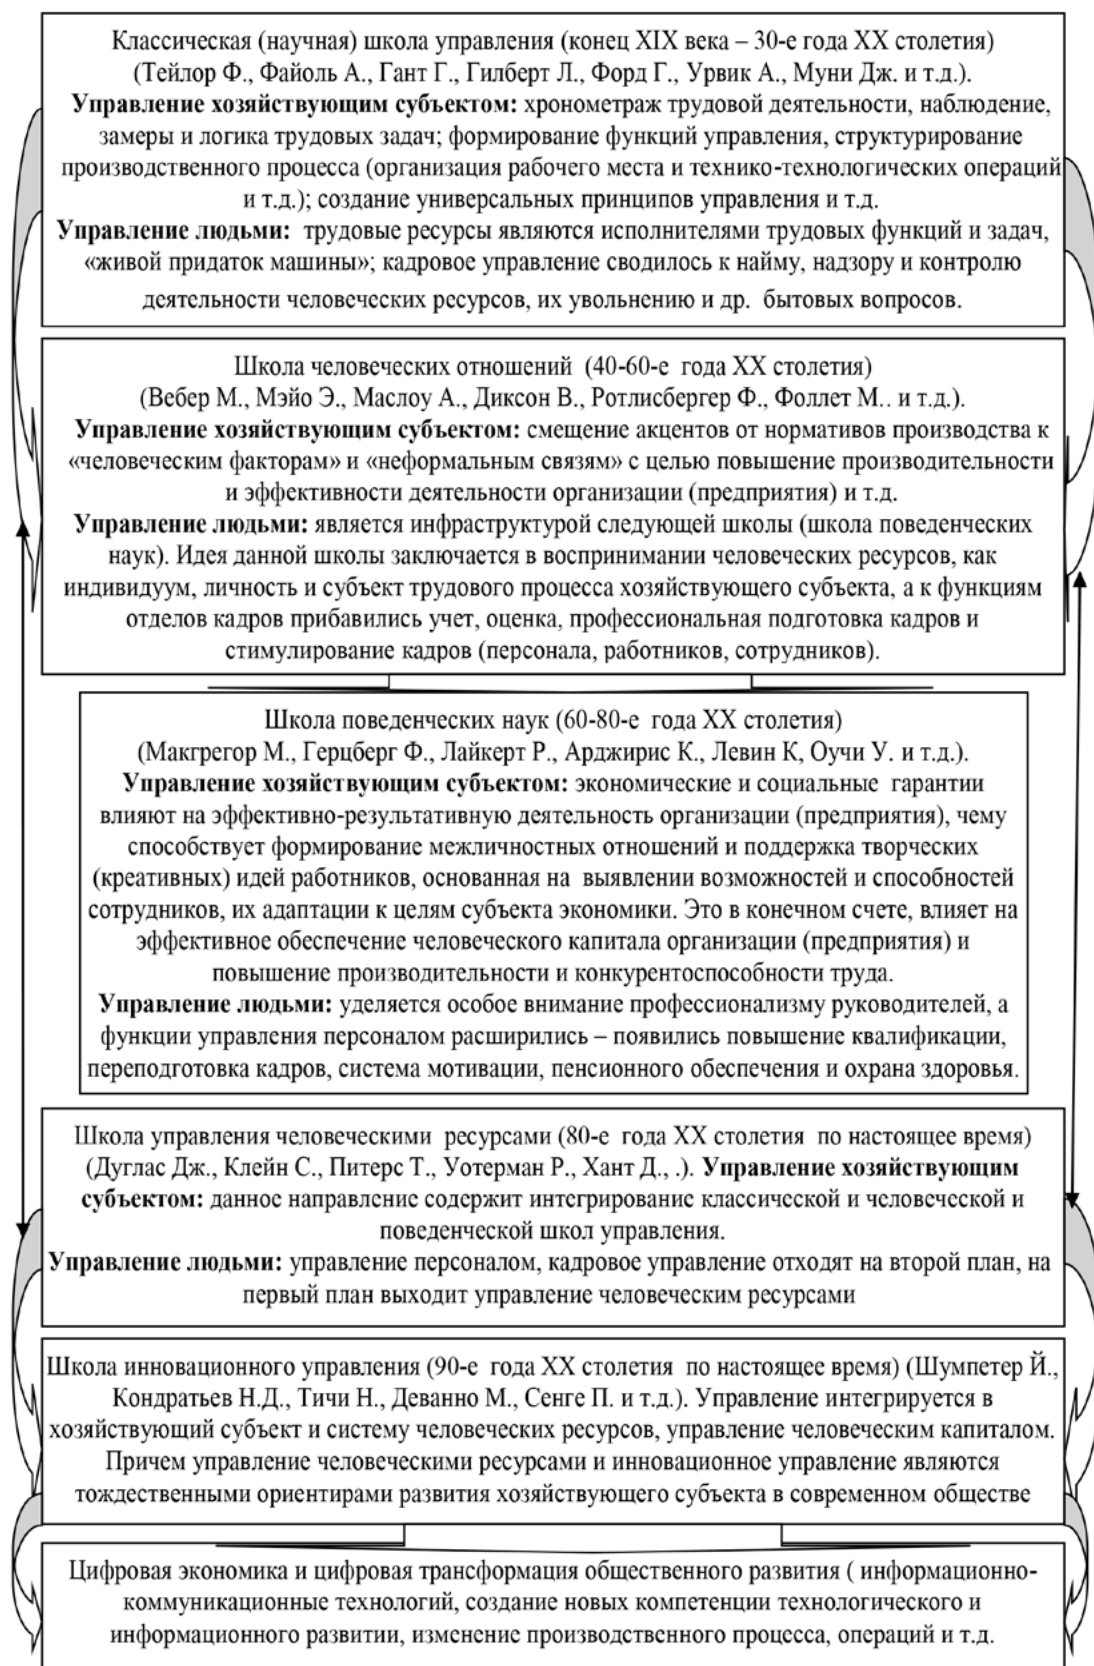 Классическая (научная) школа управления (конец XIX века – 30-е года XX столетия)
(Тейлор Ф., Файоль А., Гант Г., Гилберт Л., Форд Г., Урвик А., Муни Дж. и т.д.).
Управление хозяйствующим субъектом: хронометраж трудовой деятельности, наблюдение,
замеры и логика трудовых задач; формирование функций управления, структурирование
производственного процесса (организация рабочего места и технико-технологических операций
и т.д.); создание универсальных принципов управления и т.д.
Управление людьми: трудовые ресурсы являются исполнителями трудовых функций и задач,
«живой придаток машины»; кадровое управление сводилось к найму, надзору и контролю
деятельности человеческих ресурсов, их увольнению и др. бытовых вопросов.
Школа человеческих отношений (40-60-е года XX столетия)
(Вебер М., Мэйо Э., Маслоу А., Диксон В., Ротлисбергер Ф., Фоллет М.. и т.д.).
Управление хозяйствующим субъектом: смещение акцентов от нормативов производства к
«человеческим факторам» и «неформальным связям» с целью повышение производительности
и эффективности деятельности организации (предприятия) и т.д.
Управление людьми: является инфраструктурой следующей школы (школа поведенческих
наук). Идея данной школы заключается в воспринимании человеческих ресурсов, как
индивидуум, личность и субъект трудового процесса хозяйствующего субъекта, а к функциям
отделов кадров прибавились учет, оценка, профессиональная подготовка кадров и
стимулирование кадров (персонала, работников, сотрудников).
Школа поведенческих наук (60-80-е года XX столетия)
(Макгрегор М., Герцберг Ф., Лайкерт Р., Арджирис К., Левин К, Оучи У. и т.д.).
Управление хозяйствующим субъектом: экономические и социальные гарантии
влияют на эффективно-результативную деятельность организации (предприятия), чему
способствует формирование межличностных отношений и поддержка творческих
(креативных) идей работников, основанная на выявлении возможностей и способностей
сотрудников, их адаптации к целям субъекта экономики. Это в конечном счете, влияет на
эффективное обеспечение человеческого капитала организации (предприятия) и
повышение производительности и конкурентоспособности труда.
Управление людьми: уделяется особое внимание профессионализму руководителей, а
функции управления персоналом расширились – появились повышение квалификации,
переподготовка кадров, система мотивации, пенсионного обеспечения и охрана здоровья.
Школа управления человеческими ресурсами (80-е года XX столетия по настоящее время)
(Дуглас Дж., Клейн С., Питерс Т., Уотерман Р., Хант Д., .). Управление хозяйствующим
субъектом: данное направление содержит интегрирование классической и человеческой и
поведенческой школ управления.
Управление людьми: управление персоналом, кадровое управление отходят на второй план, на
первый план выходит управление человеческим ресурсами
Школа инновационного управления (90-е года XX столетия по настоящее время) (Шумпетер Й.,
Кондратьев Н.Д., Тичи Н., Деванно М., Сенге П. и т.д.). Управление интегрируется в
хозяйствующий субъект и систему человеческих ресурсов, управление человеческим капиталом.
Причем управление человеческими ресурсами и инновационное управление являются
тождественными ориентирами развития хозяйствующего субъекта в современном обществе
Цифровая экономика и цифровая трансформация общественного развития ( информационно-
коммуникационные технологий, создание новых компетенции технологического и
информационного развитии, изменение производственного процесса, операций и т.д.